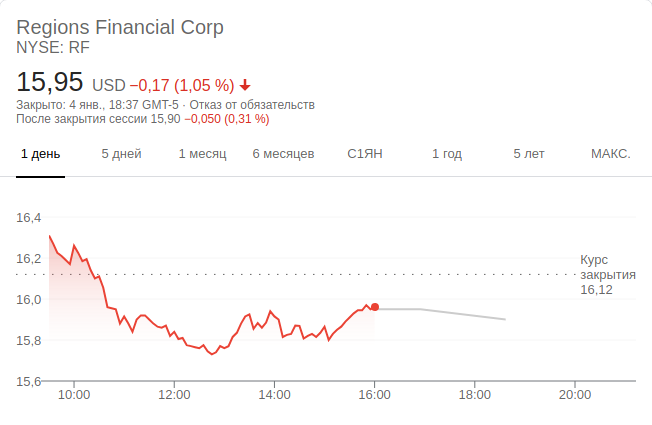 Regions Financial Corp
NYSE: RF
15,95 USD −0,17 (1,05 %)
Закрыто: 4 янв., 18:37 GMT-5 · Отказ от обязательств
После закрытия сессии 15,90 −0,050 (0,31 %)
1 день 5 дней 1 месяц 6 месяцев С1ЯН 1 год 5 лет МАКС.
16,4
16,2
Курс
закрытия
16,12
16,0
15,8
15,6
10:00 12:00 14:00 16:00 18:00 20:00